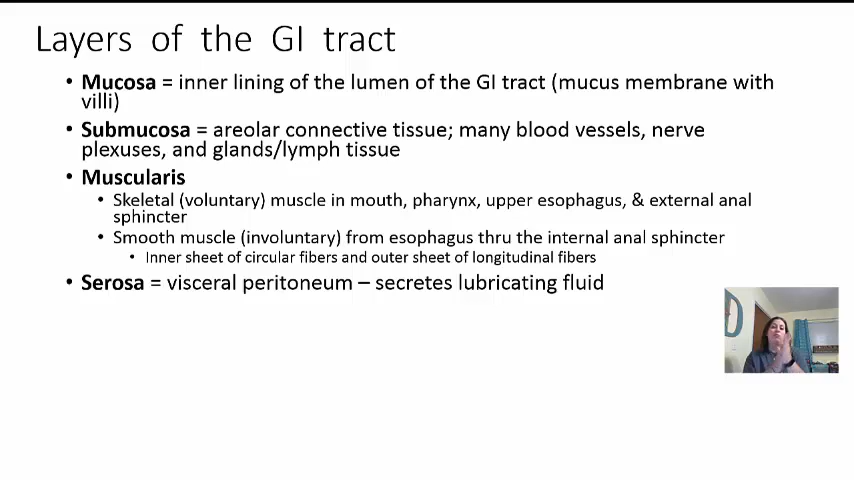 Layers of the GI tract
• Mucosa = inner lining of the lumen of the GI tract (mucus membrane with
villi)
• Submucosa = areolar connective tissue; many blood vessels, nerve
plexuses, and glands/lymph tissue
• Muscularis
• Skeletal (voluntary) muscle in mouth, pharynx, upper esophagus, & external anal
sphincter
• Smooth muscle (involuntary) from esophagus thru the internal anal sphincter
• Inner sheet of circular fibers and outer sheet of longitudinal fibers
• Serosa = visceral peritoneum – secretes lubricating fluid
D